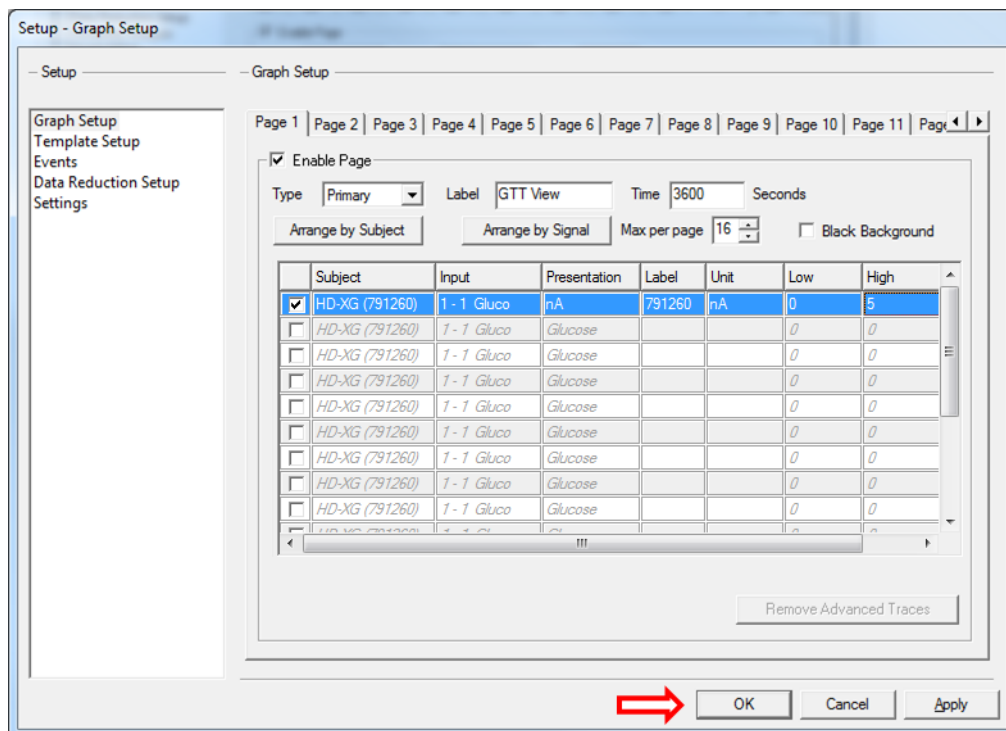 Setup - Graph Setup
Setup
Graph Setup
Template Setup
Events
Data Reduction Setup
Settings
Graph Setup
Page 1 Page 2 Page 3 Page 4 Page 5 Page 6 Page 7 Page 8 Page 9 Page 10 Page 11 Page
Enable Page
Type Primary Label GTT View Time 3600 Seconds
Arrange by Subject Arrange by Signal Max per page 16 Black Background
Subject Input Presentation Label Unit Low High
HD-XG (791260) 1 - 1 Gluco nA 791260 nA 0 5
HD-XG (791260) 1 - 1 Gluco Glucose 0 0
HD-XG (791260) 1 - 1 Gluco Glucose 0 0
HD-XG (791260) 1 - 1 Gluco Glucose 0 0
HD-XG (791260) 1 - 1 Gluco Glucose 0 0
HD-XG (791260) 1 - 1 Gluco Glucose 0 0
HD-XG (791260) 1 - 1 Gluco Glucose 0 0
HD-XG (791260) 1 - 1 Gluco Glucose 0 0
HD-XG (791260) 1 - 1 Gluco Glucose 0 0
Remove Advanced Traces
OK Cancel Apply